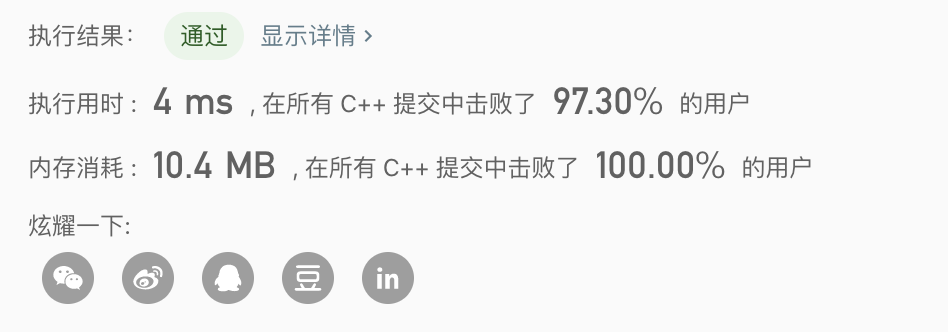 执行结果： 通过 显示详情 >
执行用时： 4 ms , 在所有 C++ 提交中击败了 97.30% 的用户
内存消耗： 10.4 MB , 在所有 C++ 提交中击败了 100.00% 的用户
炫耀一下:
豆 in